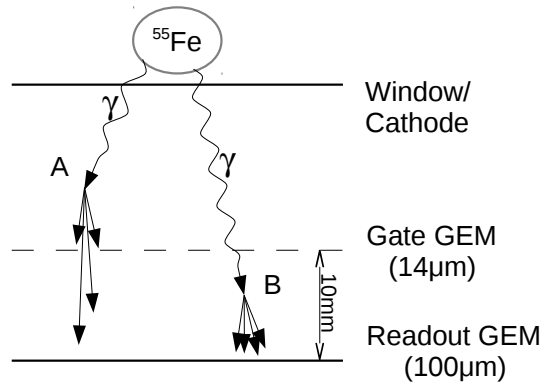 ⁵⁵Fe
Window/
Cathode
γ
A
γ
Gate GEM
(14μm)
B
10mm
Readout GEM
(100μm)